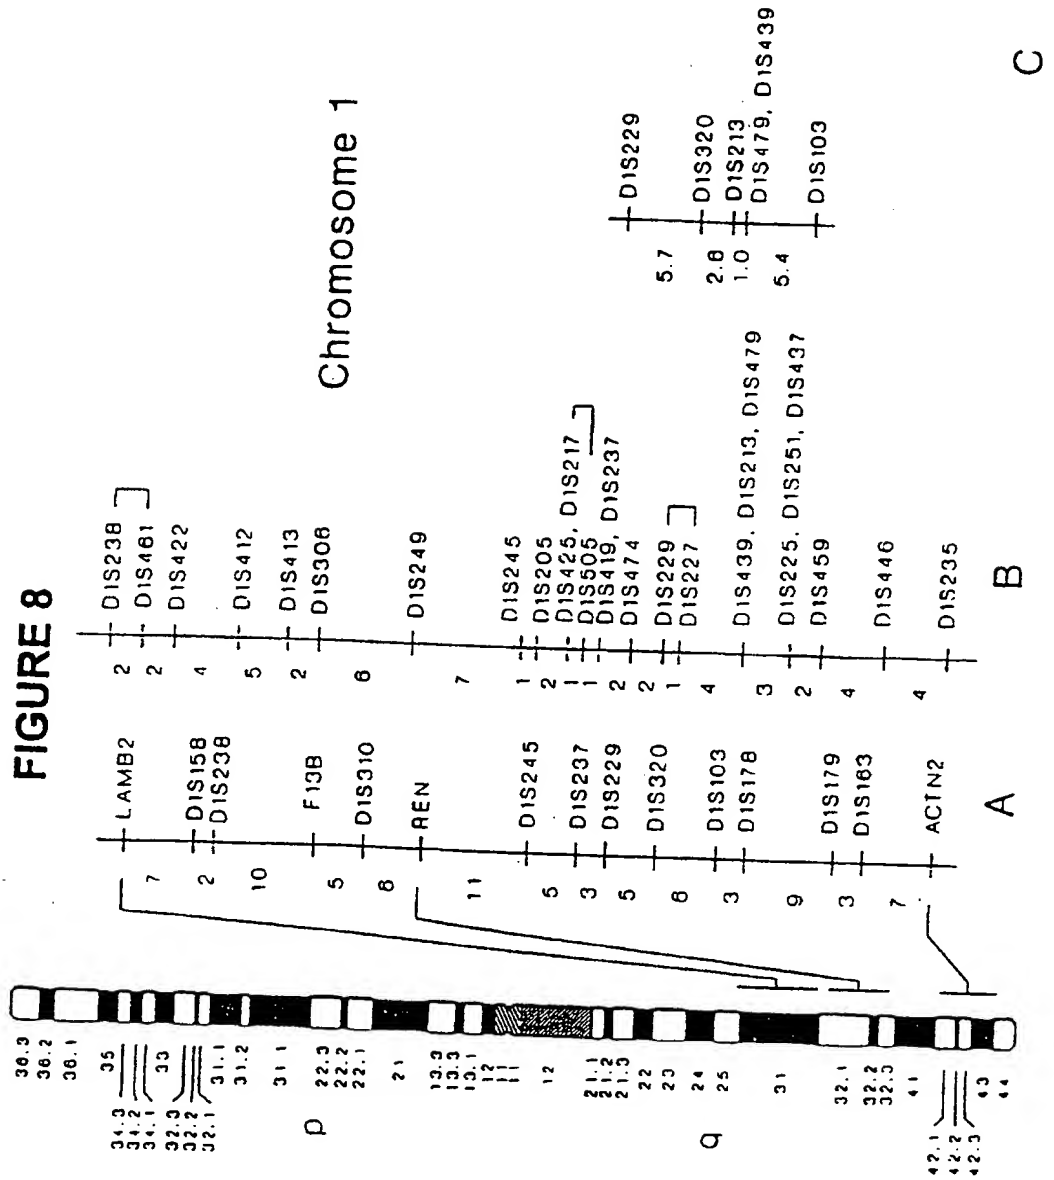 FIGURE 8
Chromosome 1
36.3
36.2
36.1
35
34.3
34.2
34.1
33
32.3
32.2
32.1
31.1
31.2
31.1
22.3
22.2
22.1
21
13.3
13.3
13.1
12
11
11
12
21.1
21.2
21.3
22
23
24
25
31
32.1
32.2
32.3
41
42.1
42.2
42.3
43
44
p
q
LAMB2
7
D1S158
2
D1S238
10
F13B
5
D1S310
8
REN
11
D1S245
5
D1S237
3
D1S229
5
D1S320
6
D1S103
3
D1S178
9
D1S179
3
D1S163
7
ACTN2
A
D1S238
2
D1S461
2
D1S422
4
D1S412
5
D1S413
2
D1S306
6
D1S249
7
D1S245
1
D1S205
2
D1S425, D1S217
1
D1S505
1
D1S419, D1S237
2
D1S474
2
D1S229
1
D1S227
4
D1S439, D1S213, D1S479
3
D1S225, D1S251, D1S437
2
D1S459
4
D1S446
4
D1S235
B
D1S229
5.7
D1S320
2.8
D1S213
1.0
D1S479, D1S439
5.4
D1S103
C